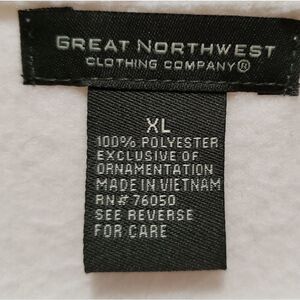 GREAT NORTHWEST
CLOTHING COMPANY®
XL
100% POLYESTER
EXCLUSIVE OF
ORNAMENTATION
MADE IN VIETNAM
RN# 76050
SEE REVERSE
FOR CARE